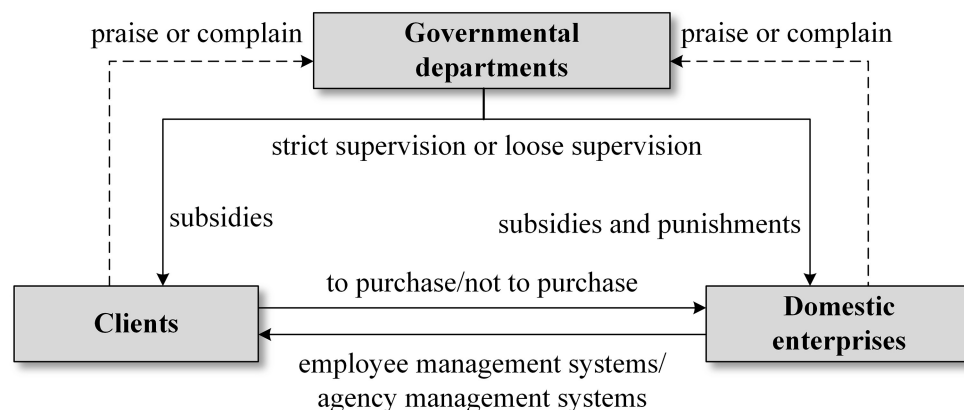 praise or complain
Governmental
departments
praise or complain
strict supervision or loose supervision
subsidies
subsidies and punishments
to purchase/not to purchase
Clients
Domestic
enterprises
employee management systems/
agency management systems